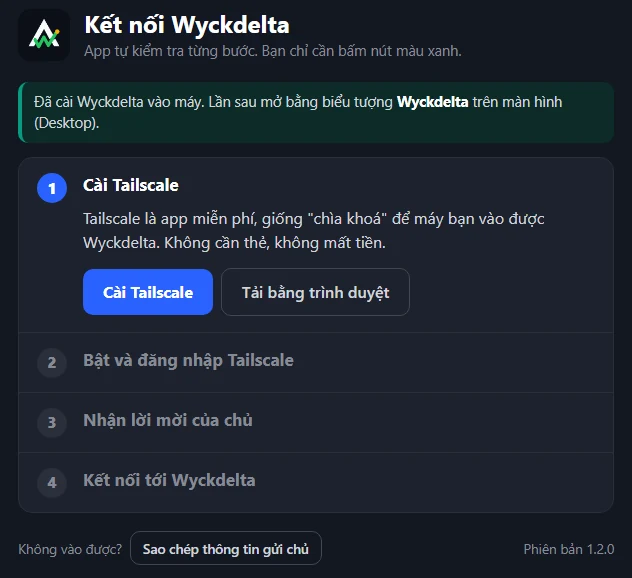 Kết nối Wyckdelta
App tự kiểm tra từng bước. Bạn chỉ cần bấm nút màu xanh.
Đã cài Wyckdelta vào máy. Lần sau mở bằng biểu tượng Wyckdelta trên màn hình
(Desktop).
1 Cài Tailscale
Tailscale là app miễn phí, giống "chìa khoá" để máy bạn vào được
Wyckdelta. Không cần thẻ, không mất tiền.
Cài Tailscale Tải bằng trình duyệt
2 Bật và đăng nhập Tailscale
3 Nhận lời mời của chủ
4 Kết nối tới Wyckdelta
Không vào được? Sao chép thông tin gửi chủ Phiên bản 1.2.0